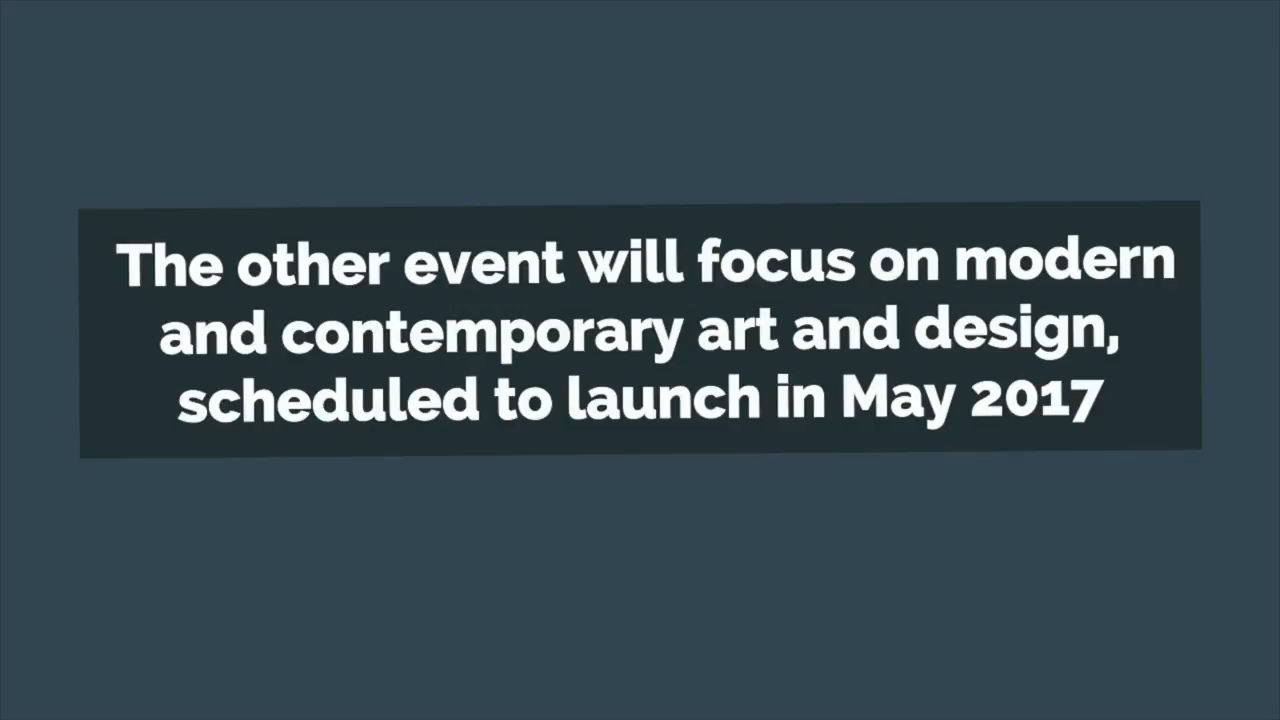 The other event will focus on modern
and contemporary art and design,
scheduled to launch in May 2017